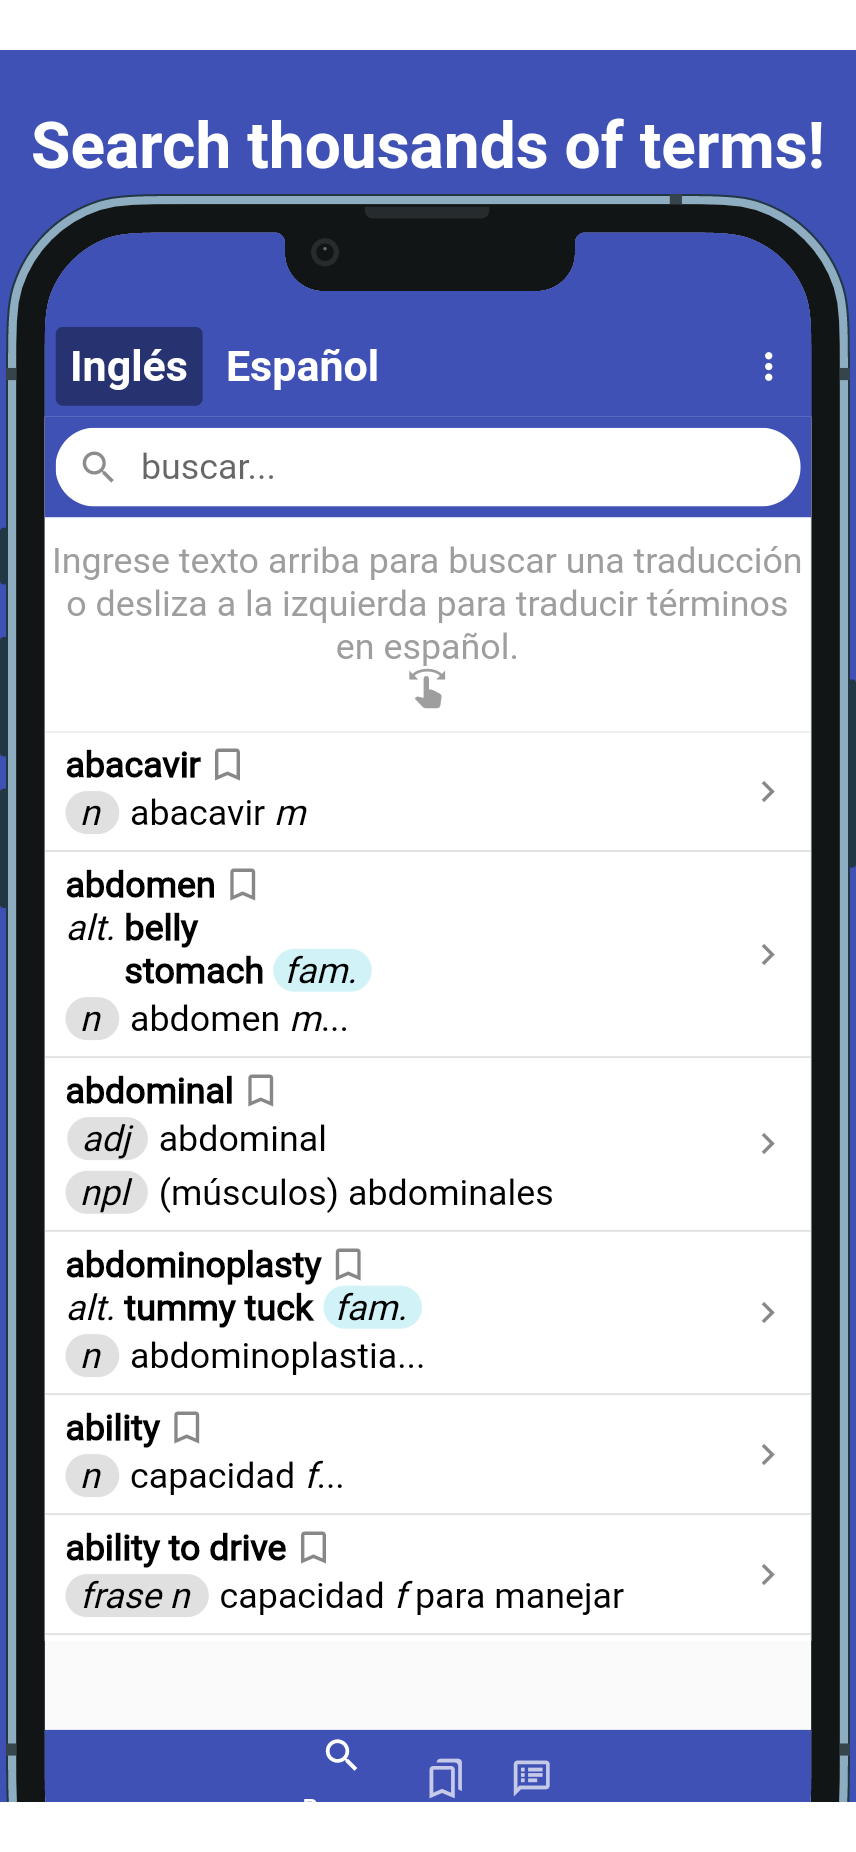 Search thousands of terms!
Inglés Español
buscar...
Ingrese texto arriba para buscar una traducción
o desliza a la izquierda para traducir términos
en español.
abacavir
n abacavir m
abdomen
alt. belly
stomach fam.
n abdomen m...
abdominal
adj abdominal
npl (músculos) abdominales
abdominoplasty
alt. tummy tuck fam.
n abdominoplastia...
ability
n capacidad f...
ability to drive
frase n capacidad f para manejar